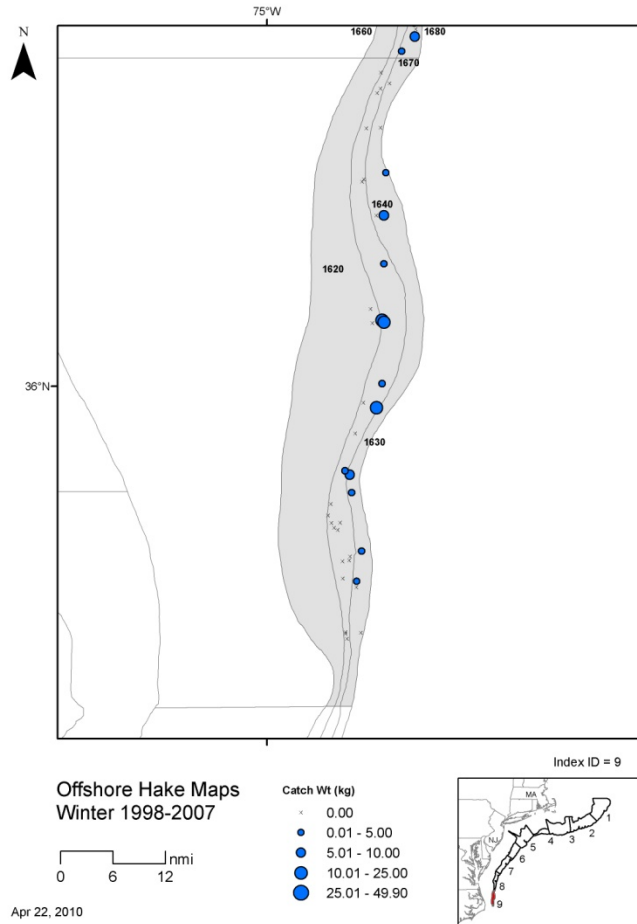 75°W
N
1660
1680
1670
1640
1620
36°N
1630
Index ID = 9
Offshore Hake Maps
Winter 1998-2007
Catch Wt (kg)
0.00
0.01 - 5.00
5.01 - 10.00
10.01 - 25.00
25.01 - 49.90
0 6 12 nmi
MA
NJ
1
2
3
4
5
6
7
8
9
Apr 22, 2010